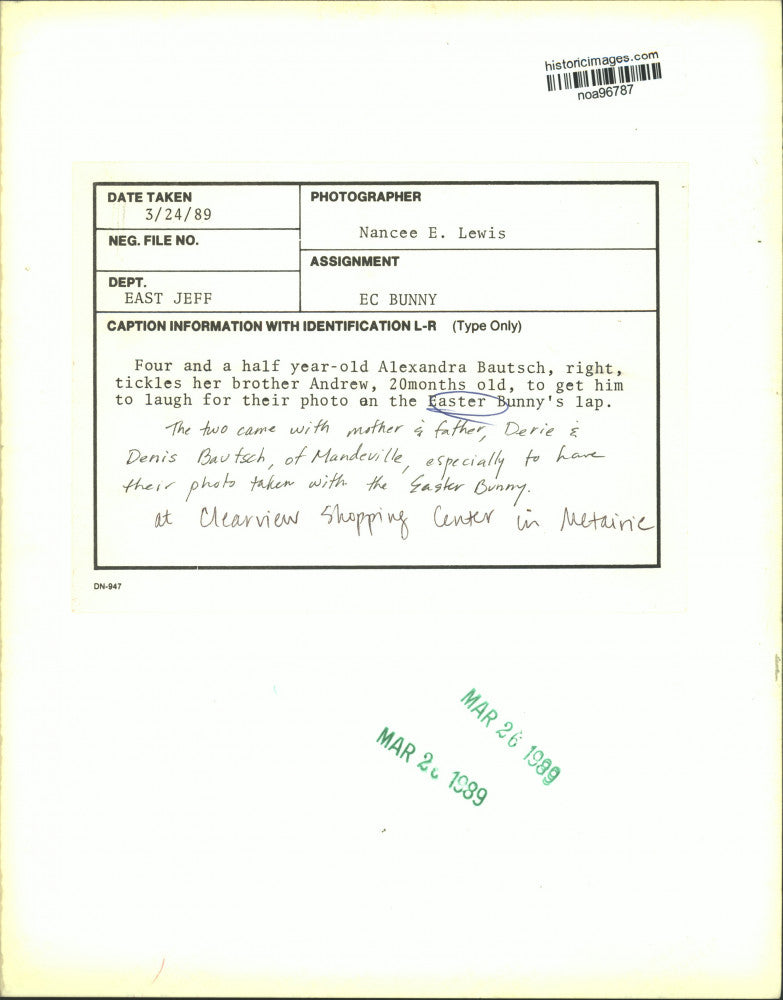 historicimages.com
noa96787
DATE TAKEN
3/24/89
PHOTOGRAPHER
Nancee E. Lewis
NEG. FILE NO.
ASSIGNMENT
EC BUNNY
DEPT.
EAST JEFF
CAPTION INFORMATION WITH IDENTIFICATION L-R (Type Only)
Four and a half year-old Alexandra Bautsch, right,
tickles her brother Andrew, 20months old, to get him
to laugh for their photo on the Easter Bunny's lap.
The two came with mother & father, Derie &
Denis Bautsch, of Mandeville, especially to have
their photo taken with the Easter Bunny.
at Clearview Shopping Center in Metairie
DN-947
MAR 26 1989
MAR 2 1989